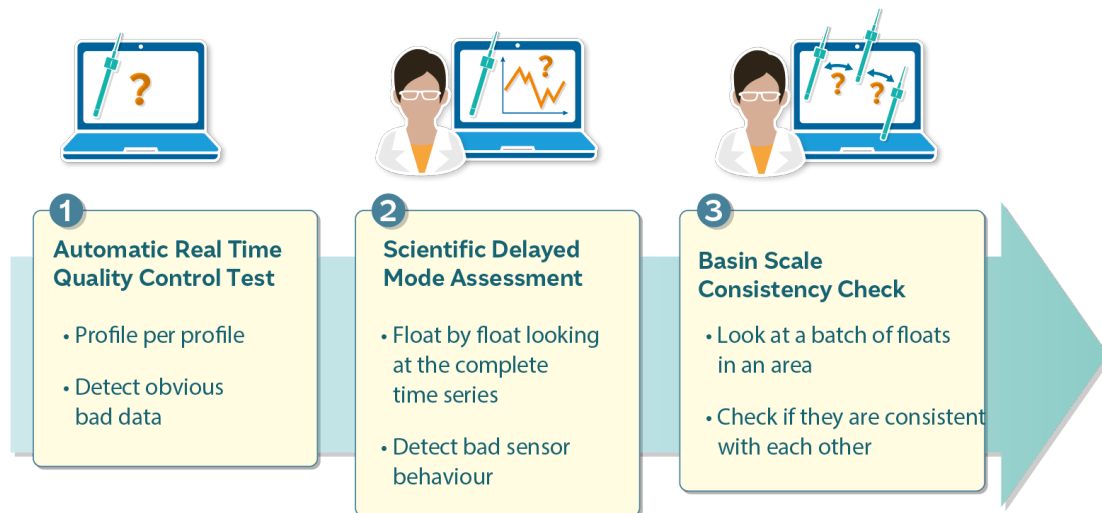 ?
?
?
?
1
Automatic Real Time
Quality Control Test
• Profile per profile
• Detect obvious
bad data
2
Scientific Delayed
Mode Assessment
• Float by float looking
at the complete
time series
• Detect bad sensor
behaviour
3
Basin Scale
Consistency Check
• Look at a batch of floats
in an area
• Check if they are consistent
with each other